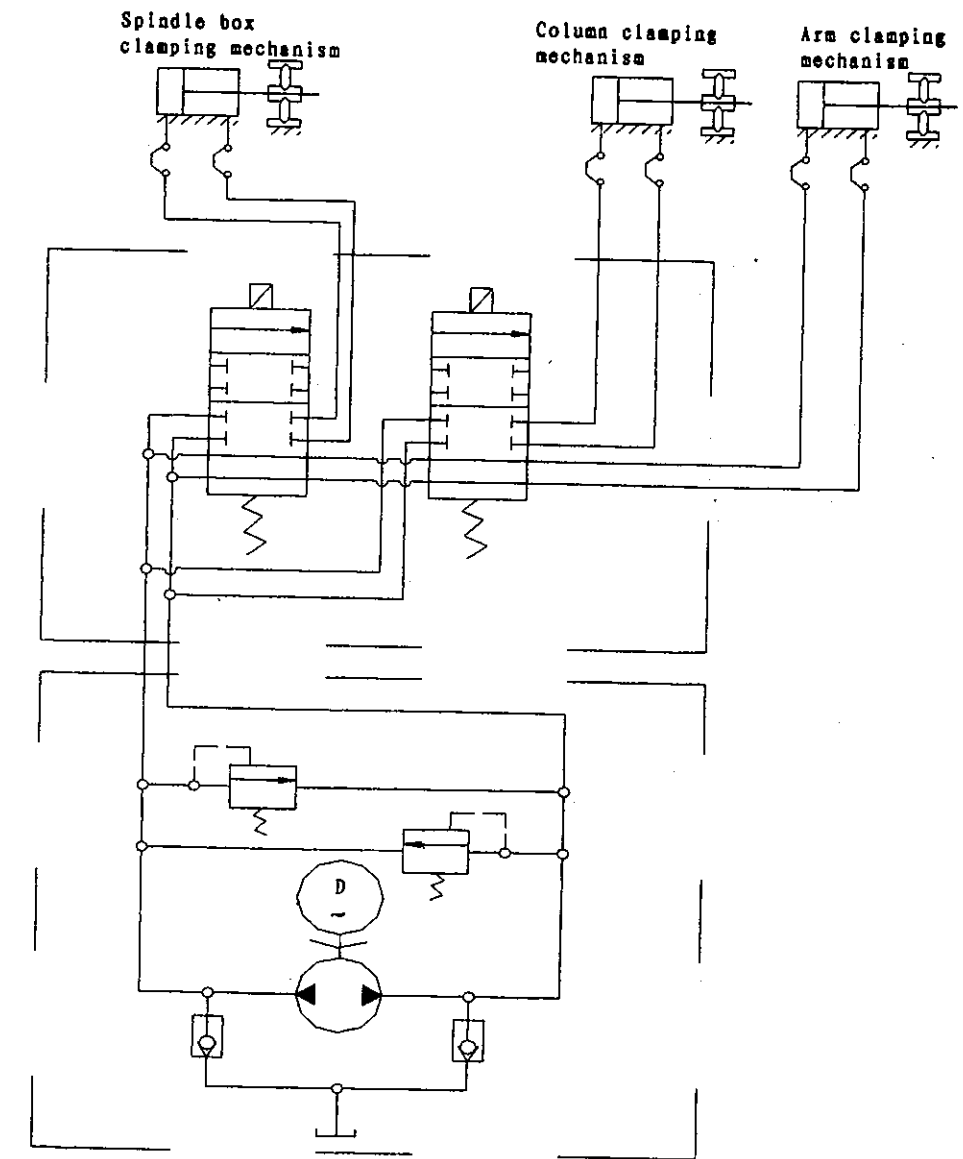 Spindle box
clamping mechanism
Column clamping
mechanism
Arm clamping
mechanism
D
~